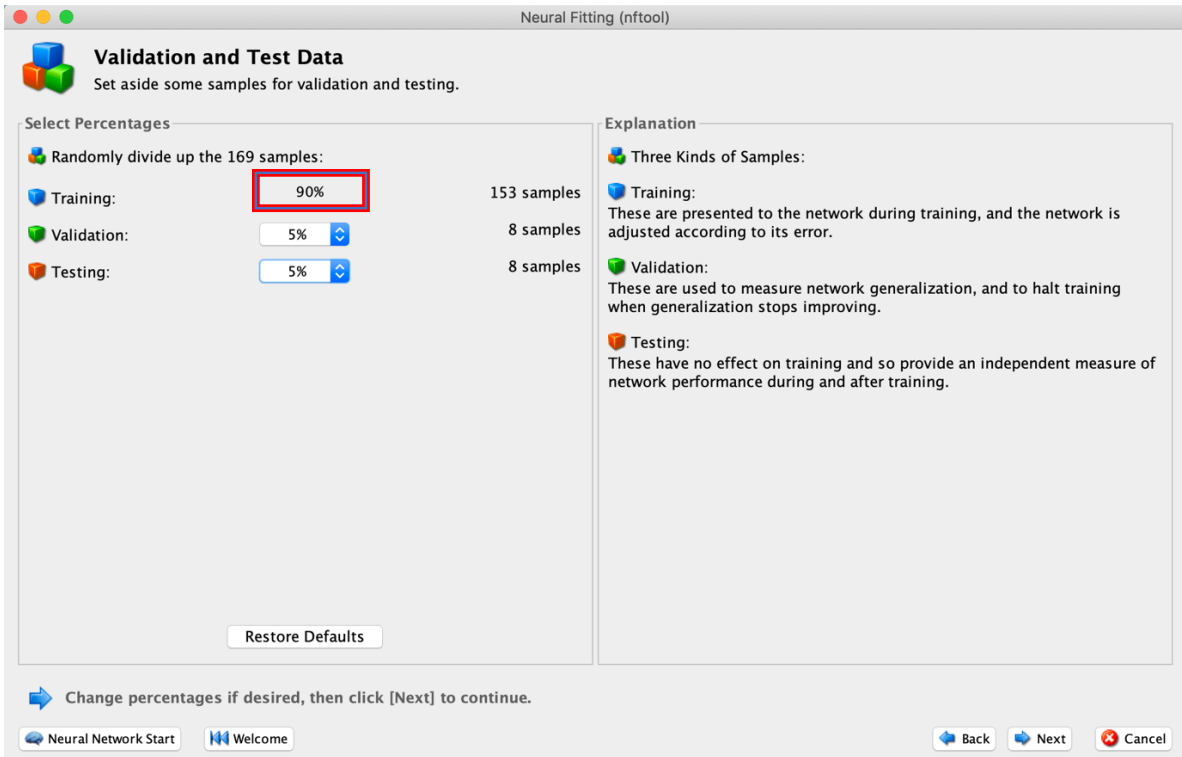 Neural Fitting (nftool)
Validation and Test Data
Set aside some samples for validation and testing.
Select Percentages
Randomly divide up the 169 samples:
Training: 90% 153 samples
Validation: 5% 8 samples
Testing: 5% 8 samples
Restore Defaults
Explanation
Three Kinds of Samples:
Training:
These are presented to the network during training, and the network is
adjusted according to its error.
Validation:
These are used to measure network generalization, and to halt training
when generalization stops improving.
Testing:
These have no effect on training and so provide an independent measure of
network performance during and after training.
Change percentages if desired, then click [Next] to continue.
Neural Network Start Welcome Back Next Cancel